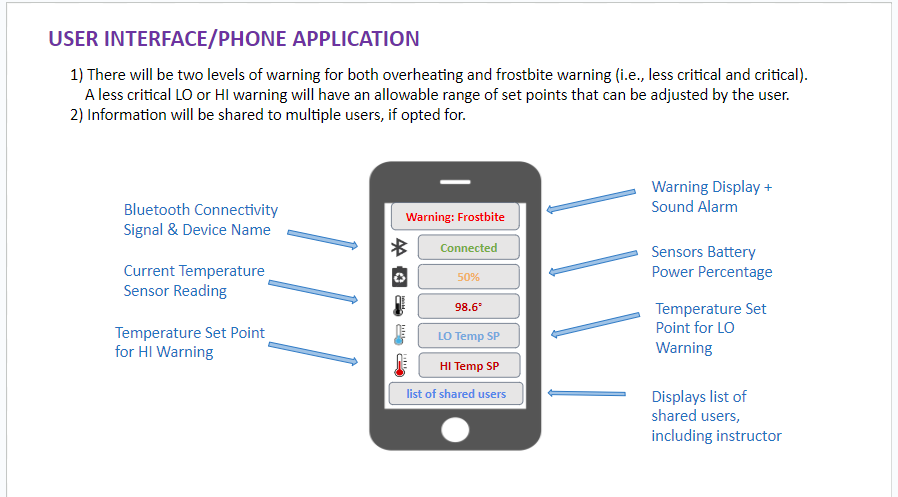 USER INTERFACE/PHONE APPLICATION
1) There will be two levels of warning for both overheating and frostbite warning (i.e., less critical and critical).
A less critical LO or HI warning will have an allowable range of set points that can be adjusted by the user.
2) Information will be shared to multiple users, if opted for.
Bluetooth Connectivity
Signal & Device Name
Current Temperature
Sensor Reading
Temperature Set Point
for HI Warning
Warning: Frostbite
Connected
50%
98.6°
LO Temp SP
HI Temp SP
list of shared users
Warning Display +
Sound Alarm
Sensors Battery
Power Percentage
Temperature Set
Point for LO
Warning
Displays list of
shared users,
including instructor